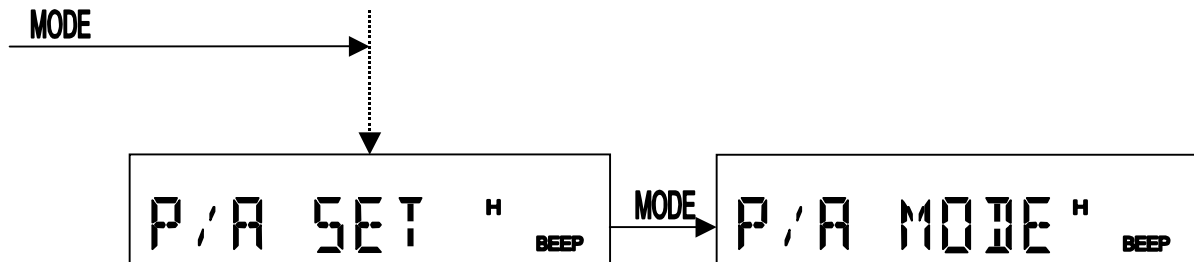 MODE
P/A SET H
BEEP
MODE
P/A MODE H
BEEP